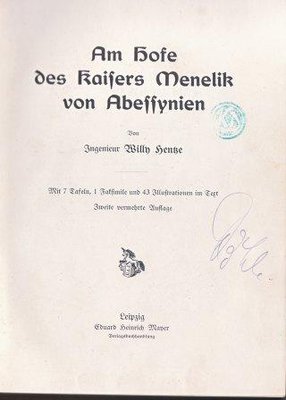 Am Hofe
des Kaisers Menelik
von Abessynien
Von
Ingenieur Willy Hentze
Mit 7 Tafeln, 1 Faksimile und 43 Illustrationen im Text
Zweite vermehrte Auflage
Leipzig
Eduard Heinrich Mayer
Verlagsbuchhandlung